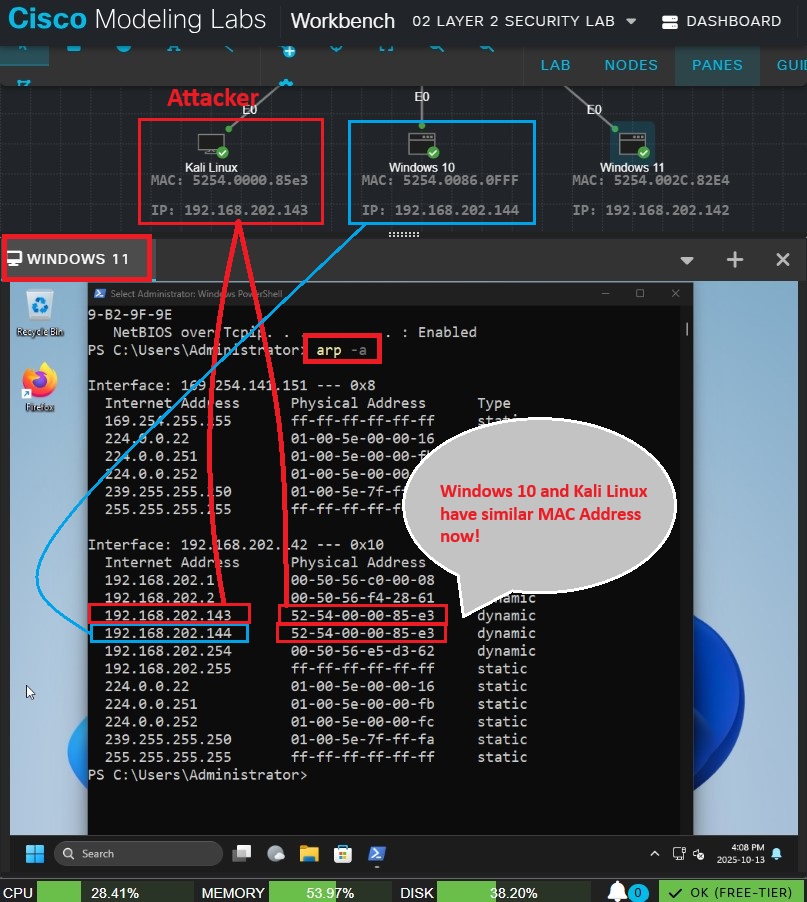 Cisco Modeling Labs Workbench 02 LAYER 2 SECURITY LAB DASHBOARD
LAB NODES PANES GUI
Attacker
E0 E0 E0
Kali Linux Windows 10 Windows 11
MAC: 5254.0000.85e3 MAC: 5254.0086.0FFF MAC: 5254.002C.82E4
IP: 192.168.202.143 IP: 192.168.202.144 IP: 192.168.202.142
WINDOWS 11
Recycle Bin
Firefox
Select Administrator: Windows PowerShell
9-B2-9F-9E
NetBIOS over Tcpip. . . . . . . . : Enabled
PS C:\Users\Administrator> arp -a
Interface: 169.254.141.151 --- 0x8
Internet Address Physical Address Type
169.254.255.255 ff-ff-ff-ff-ff-ff
224.0.0.22 01-00-5e-00-00-16
224.0.0.251 01-00-5e-00-00-
224.0.0.252 01-00-5e-00-00
239.255.255.250 01-00-5e-7f-ff
255.255.255.255 ff-ff-ff-ff-ff
Windows 10 and Kali Linux
have similar MAC Address
now!
Interface: 192.168.202.142 --- 0x10
Internet Address Physical Address
192.168.202.1 00-50-56-c0-00-08
192.168.202.2 00-50-56-f4-28-61 dynamic
192.168.202.143 52-54-00-00-85-e3 dynamic
192.168.202.144 52-54-00-00-85-e3 dynamic
192.168.202.254 00-50-56-e5-d3-62 dynamic
192.168.202.255 ff-ff-ff-ff-ff-ff static
224.0.0.22 01-00-5e-00-00-16 static
224.0.0.251 01-00-5e-00-00-fb static
224.0.0.252 01-00-5e-00-00-fc static
239.255.255.250 01-00-5e-7f-ff-fa static
255.255.255.255 ff-ff-ff-ff-ff-ff static
PS C:\Users\Administrator>
Search
4:08 PM
2025-10-13
CPU 28.41% MEMORY 53.97% DISK 38.20% 0 OK (FREE-TIER)